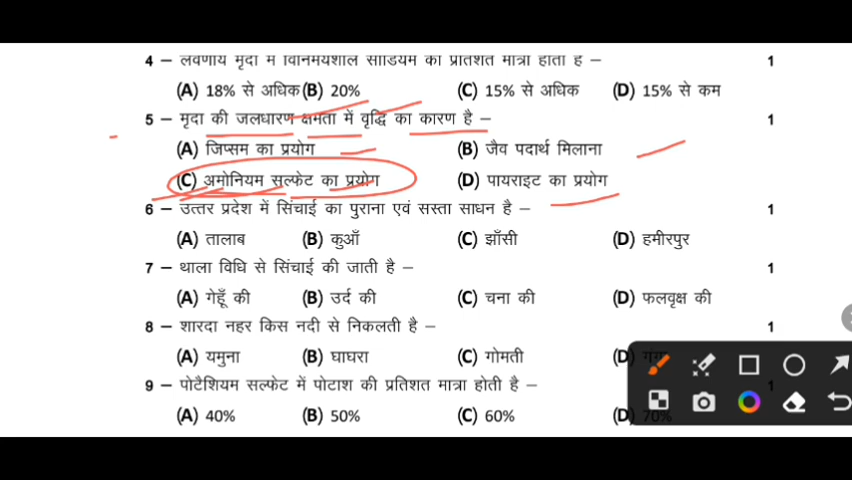 4 – लवणीय मृदा में विनिमयशील सोडियम की प्रतिशत मात्रा होती है – 1
(A) 18% से अधिक (B) 20% (C) 15% से अधिक (D) 15% से कम
5 – मृदा की जलधारण क्षमता में वृद्धि का कारण है – 1
(A) जिप्सम का प्रयोग (B) जैव पदार्थ मिलाना
(C) अमोनियम सल्फेट का प्रयोग (D) पायराइट का प्रयोग
6 – उत्तर प्रदेश में सिंचाई का पुराना एवं सस्ता साधन है – 1
(A) तालाब (B) कुआँ (C) झाँसी (D) हमीरपुर
7 – थाला विधि से सिंचाई की जाती है – 1
(A) गेहूँ की (B) उर्द की (C) चना की (D) फलवृक्ष की
8 – शारदा नहर किस नदी से निकलती है – 1
(A) यमुना (B) घाघरा (C) गोमती (D) गंगा
9 – पोटैशियम सल्फेट में पोटाश की प्रतिशत मात्रा होती है – 1
(A) 40% (B) 50% (C) 60% (D) 70%